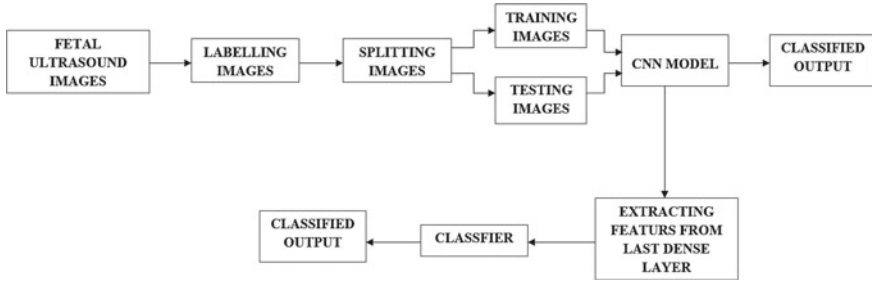 FETAL
ULTRASOUND
IMAGES
LABELLING
IMAGES
SPLITTING
IMAGES
TRAINING
IMAGES
TESTING
IMAGES
CNN MODEL
CLASSIFIED
OUTPUT
EXTRACTING
FEATURS FROM
LAST DENSE
LAYER
CLASSFIER
CLASSIFIED
OUTPUT